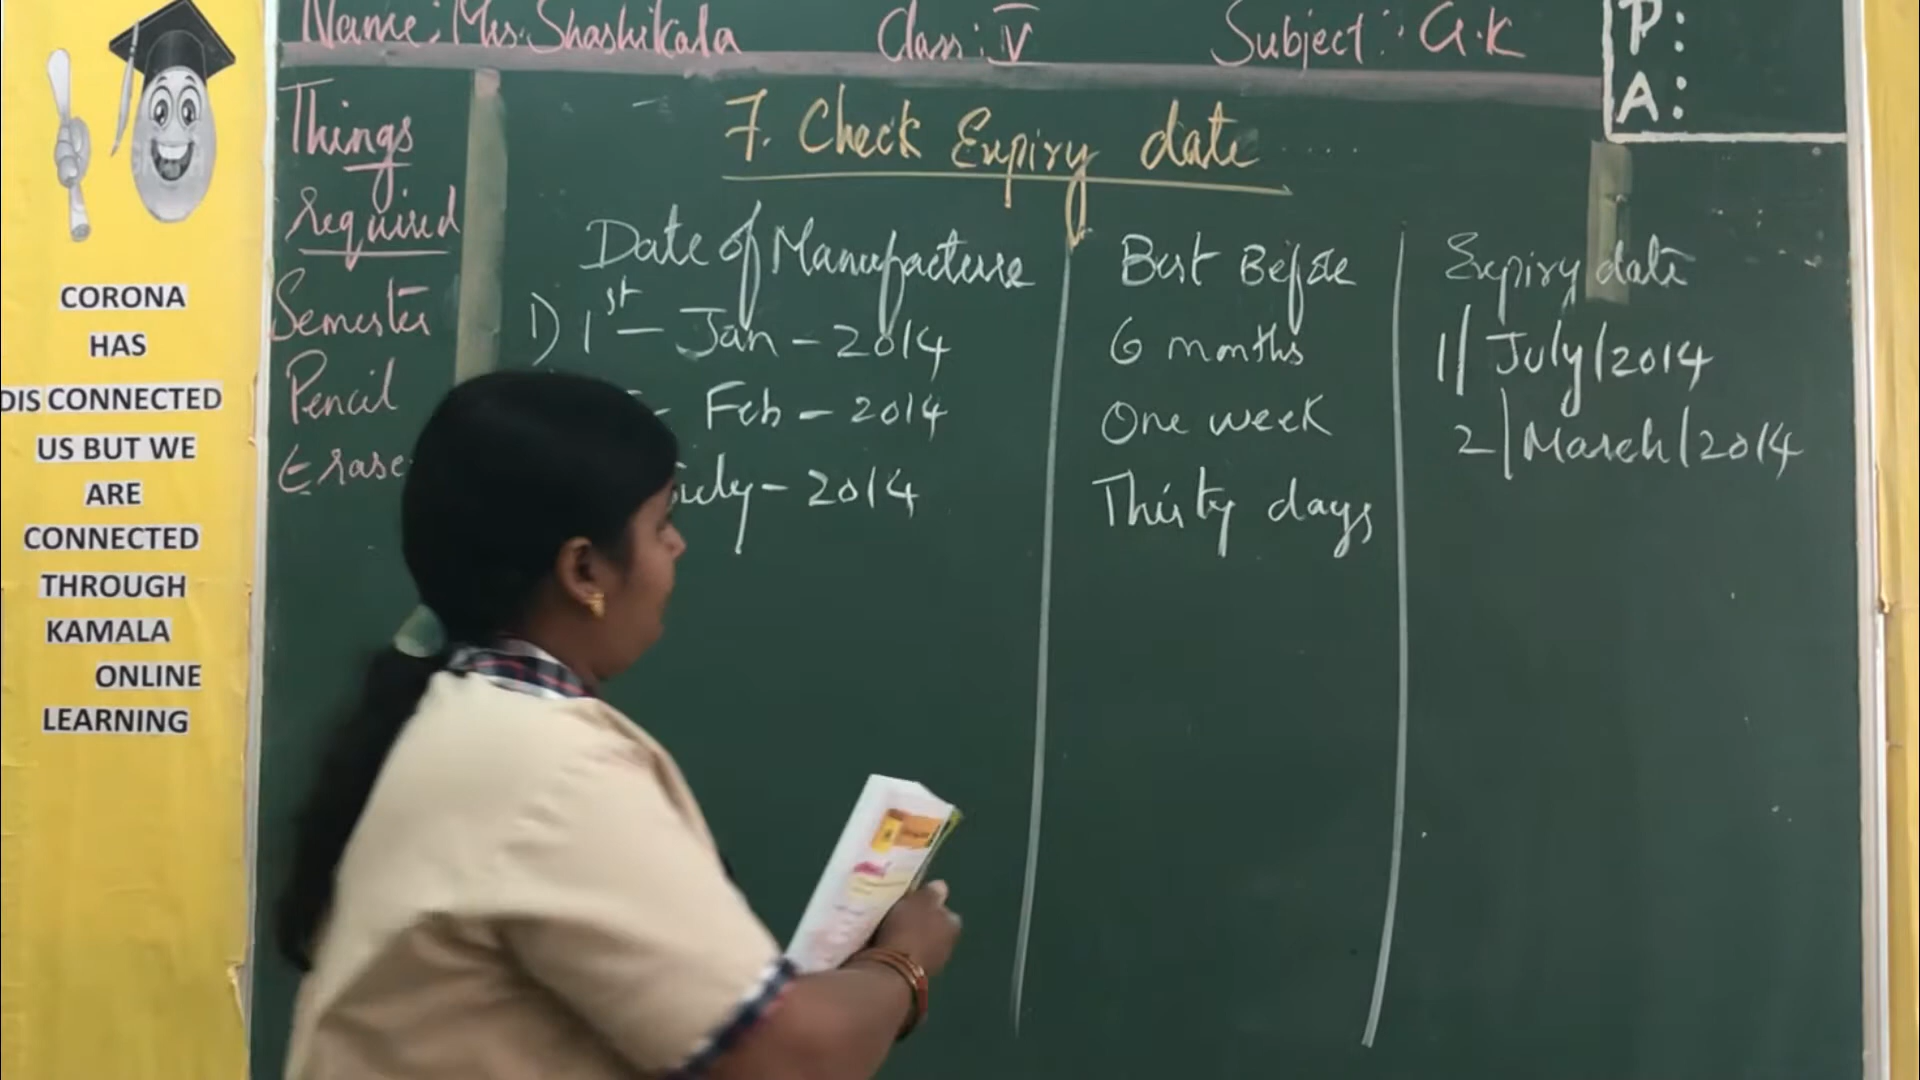 Name: Mrs. Shashikala Class: V Subject: G.K
P:
A:
CORONA
HAS
DIS CONNECTED
US BUT WE
ARE
CONNECTED
THROUGH
KAMALA
ONLINE
LEARNING
Things
required
Semester
Pencil
Erase
7. Check Expiry date .....
Date of Manufacture Best Before Expiry date
1) 1st - Jan - 2014 6 months 1/July/2014
- Feb - 2014 One week 2/March/2014
- 2014 Thirty days